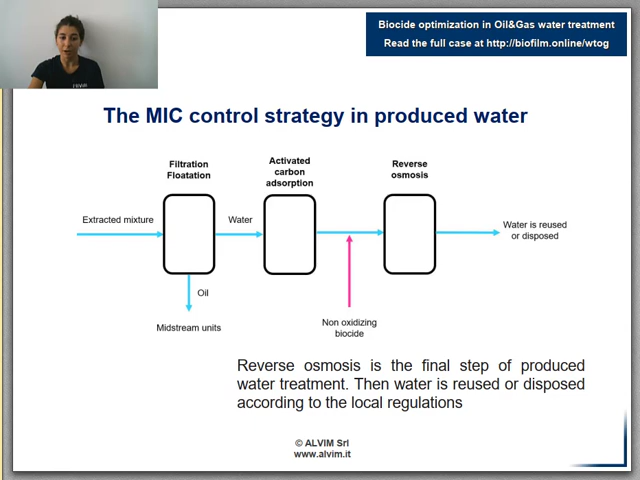 Biocide optimization in Oil&Gas water treatment
Read the full case at http://biofilm.online/wtog
The MIC control strategy in produced water
Filtration
Floatation
Activated
carbon
adsorption
Reverse
osmosis
Extracted mixture
Water
Water is reused
or disposed
Oil
Midstream units
Non oxidizing
biocide
Reverse osmosis is the final step of produced
water treatment. Then water is reused or disposed
according to the local regulations
© ALVIM Srl
www.alvim.it